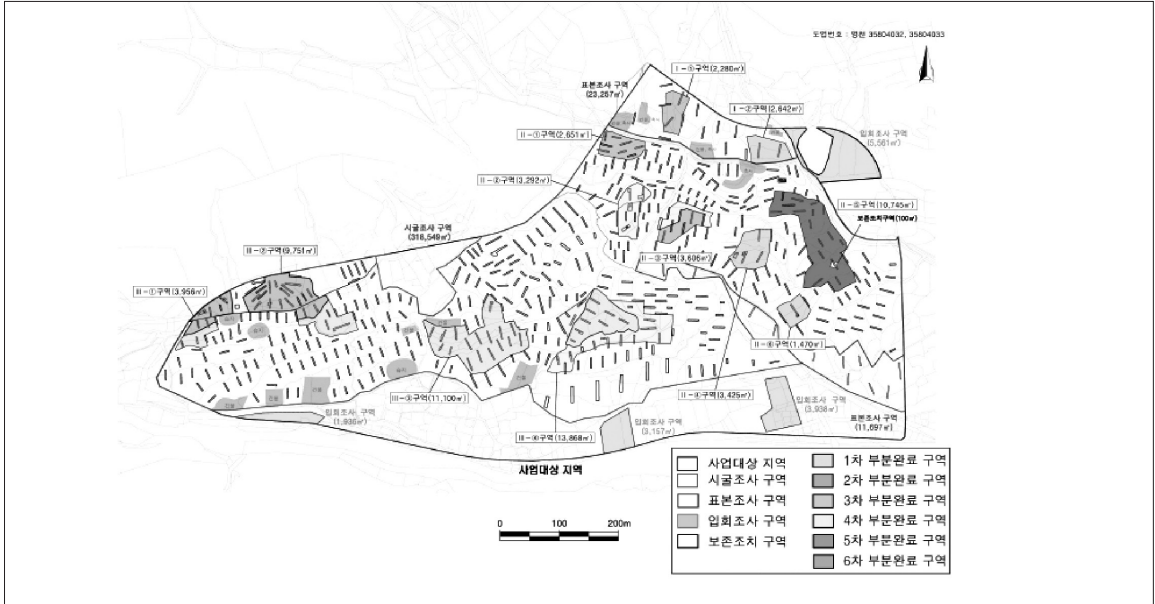 도엽번호 : 영천 35804032, 35804033
Ⅰ-①구역(2,280㎡)
표본조사 구역
(23,257㎡)
Ⅰ-②구역(2,642㎡)
Ⅱ-①구역(2,651㎡)
입회조사 구역
(5,561㎡)
Ⅱ-②구역(3,292㎡)
Ⅱ-⑤구역(10,745㎡)
보존조치구역(100㎡)
시굴조사 구역
(318,549㎡)
Ⅲ-②구역(9,751㎡)
Ⅱ-③구역(3,606㎡)
Ⅲ-①구역(3,956㎡)
Ⅱ-⑥구역(1,470㎡)
Ⅲ-③구역(11,100㎡)
Ⅱ-④구역(3,425㎡)
입회조사 구역
(1,936㎡)
입회조사 구역
(3,157㎡)
입회조사 구역
(3,936㎡)
표본조사 구역
(11,697㎡)
Ⅲ-④구역(13,868㎡)
사업대상 지역
0 100 200m
사업대상 지역
시굴조사 구역
표본조사 구역
입회조사 구역
보존조치 구역
1차 부분완료 구역
2차 부분완료 구역
3차 부분완료 구역
4차 부분완료 구역
5차 부분완료 구역
6차 부분완료 구역